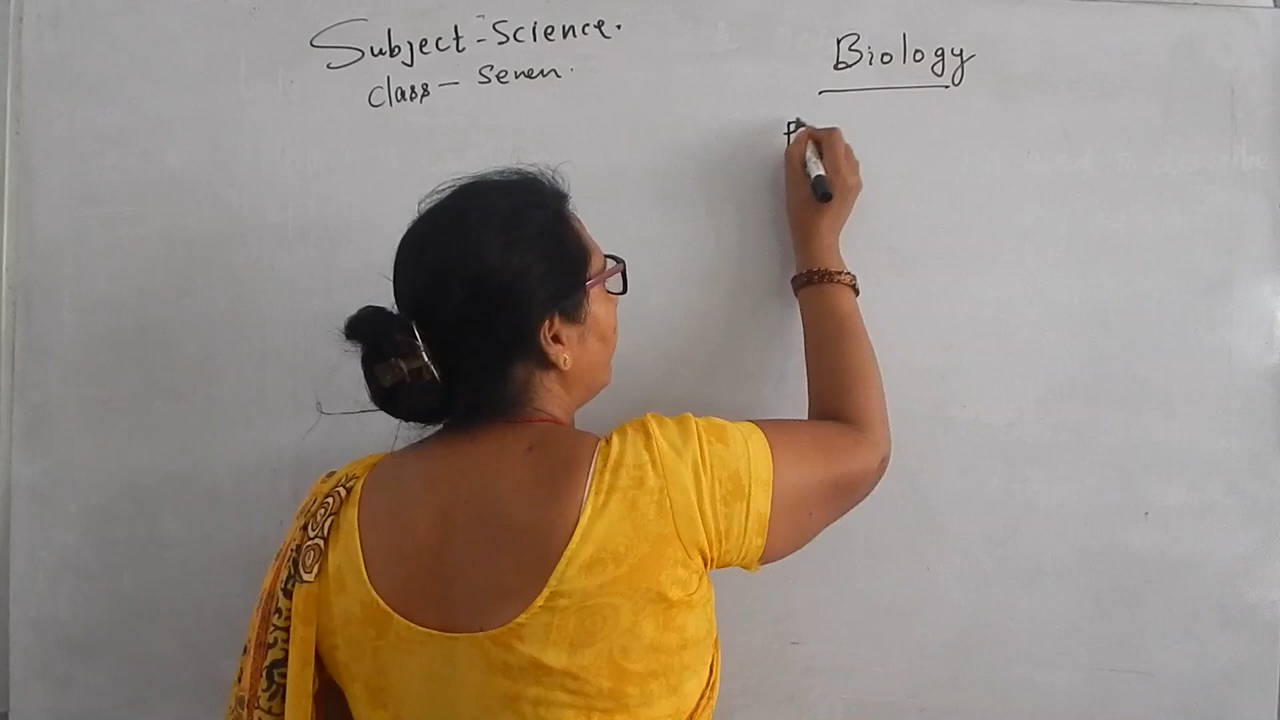 Subject - Science.
class - Seven.
Biology